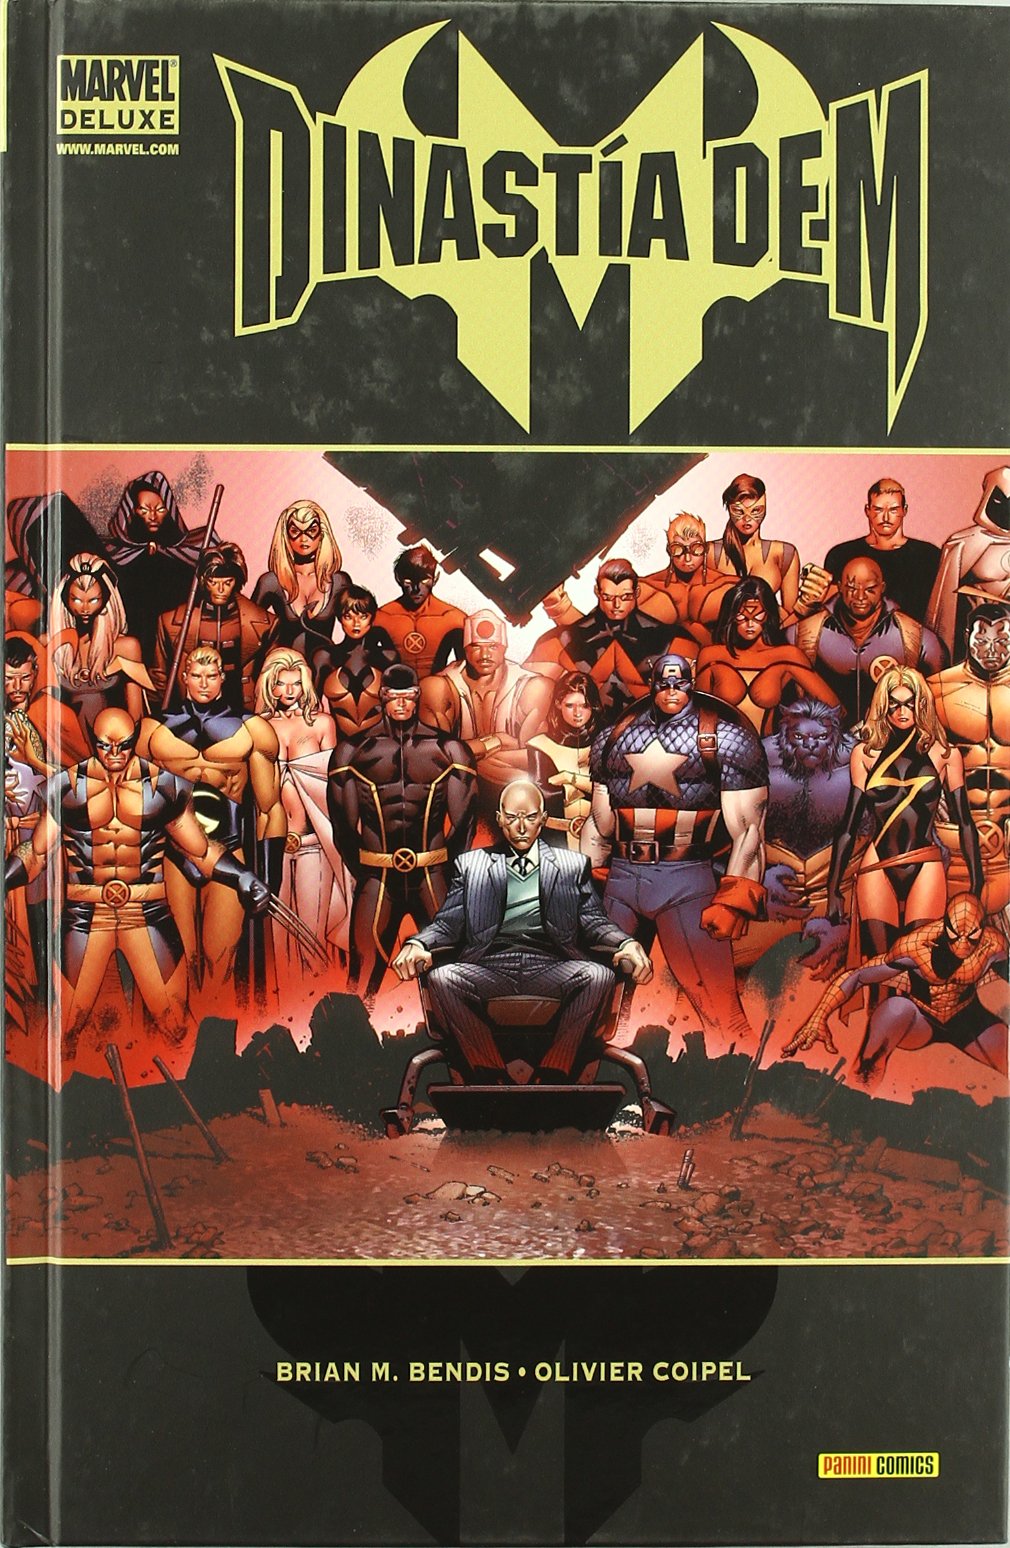 MARVEL®
DELUXE
WWW.MARVEL.COM
DINASTíA DE M
BRIAN M. BENDIS • OLIVIER COIPEL
PANINI COMICS